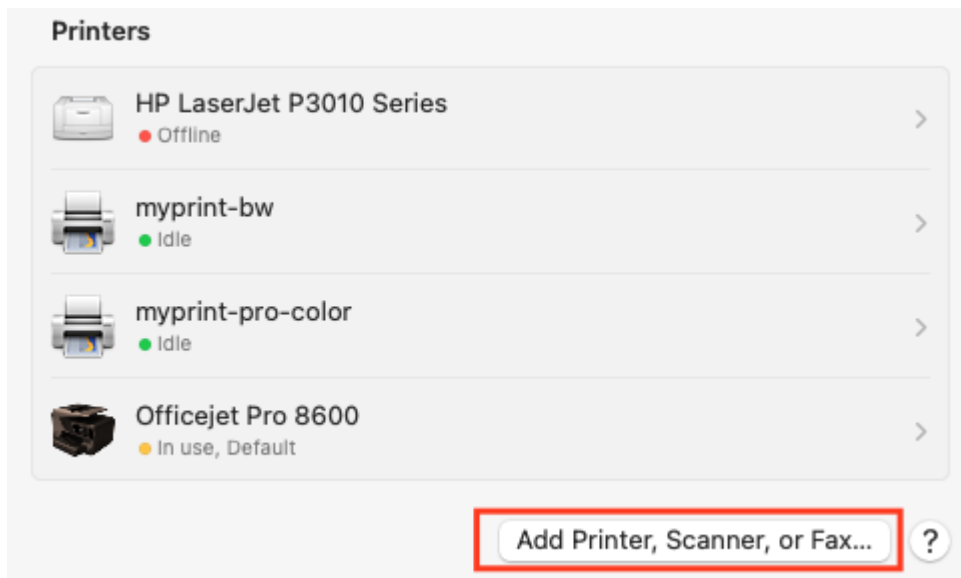 Printers
HP LaserJet P3010 Series
Offline
myprint-bw
Idle
myprint-pro-color
Idle
Officejet Pro 8600
In use, Default
Add Printer, Scanner, or Fax...
?